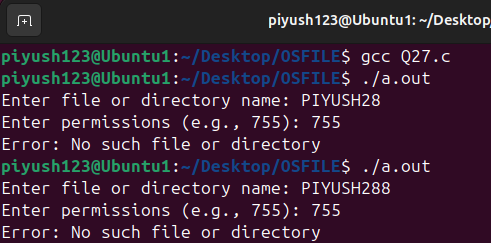 piyush123@Ubuntu1: ~/Desktop/
piyush123@Ubuntu1:~/Desktop/OSFILE$ gcc Q27.c
piyush123@Ubuntu1:~/Desktop/OSFILE$ ./a.out
Enter file or directory name: PIYUSH28
Enter permissions (e.g., 755): 755
Error: No such file or directory
piyush123@Ubuntu1:~/Desktop/OSFILE$ ./a.out
Enter file or directory name: PIYUSH288
Enter permissions (e.g., 755): 755
Error: No such file or directory